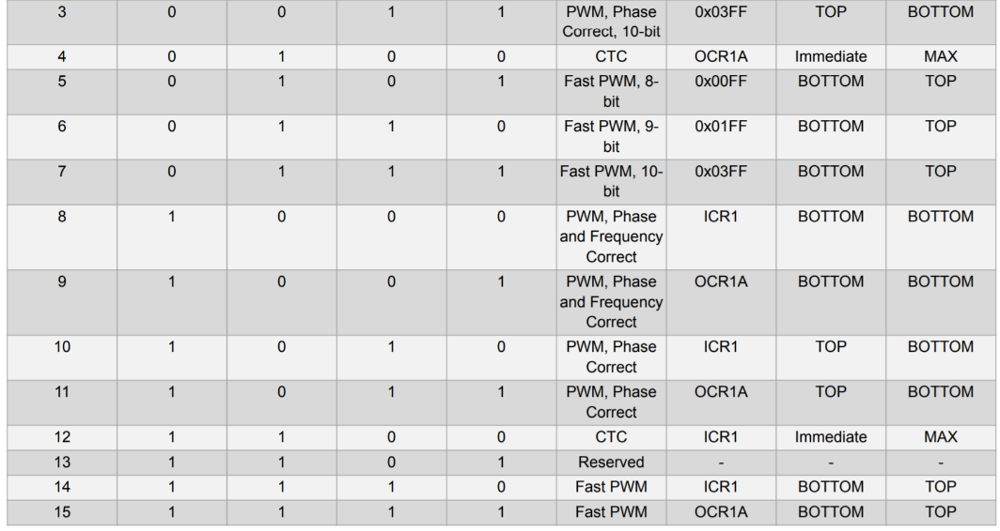 3 0 0 1 1 PWM, Phase 0x03FF TOP BOTTOM
Correct, 10-bit
4 0 1 0 0 CTC OCR1A Immediate MAX
5 0 1 0 1 Fast PWM, 8- 0x00FF BOTTOM TOP
bit
6 0 1 1 0 Fast PWM, 9- 0x01FF BOTTOM TOP
bit
7 0 1 1 1 Fast PWM, 10- 0x03FF BOTTOM TOP
bit
8 1 0 0 0 PWM, Phase ICR1 BOTTOM BOTTOM
and Frequency
Correct
9 1 0 0 1 PWM, Phase OCR1A BOTTOM BOTTOM
and Frequency
Correct
10 1 0 1 0 PWM, Phase ICR1 TOP BOTTOM
Correct
11 1 0 1 1 PWM, Phase OCR1A TOP BOTTOM
Correct
12 1 1 0 0 CTC ICR1 Immediate MAX
13 1 1 0 1 Reserved - - -
14 1 1 1 0 Fast PWM ICR1 BOTTOM TOP
15 1 1 1 1 Fast PWM OCR1A BOTTOM TOP